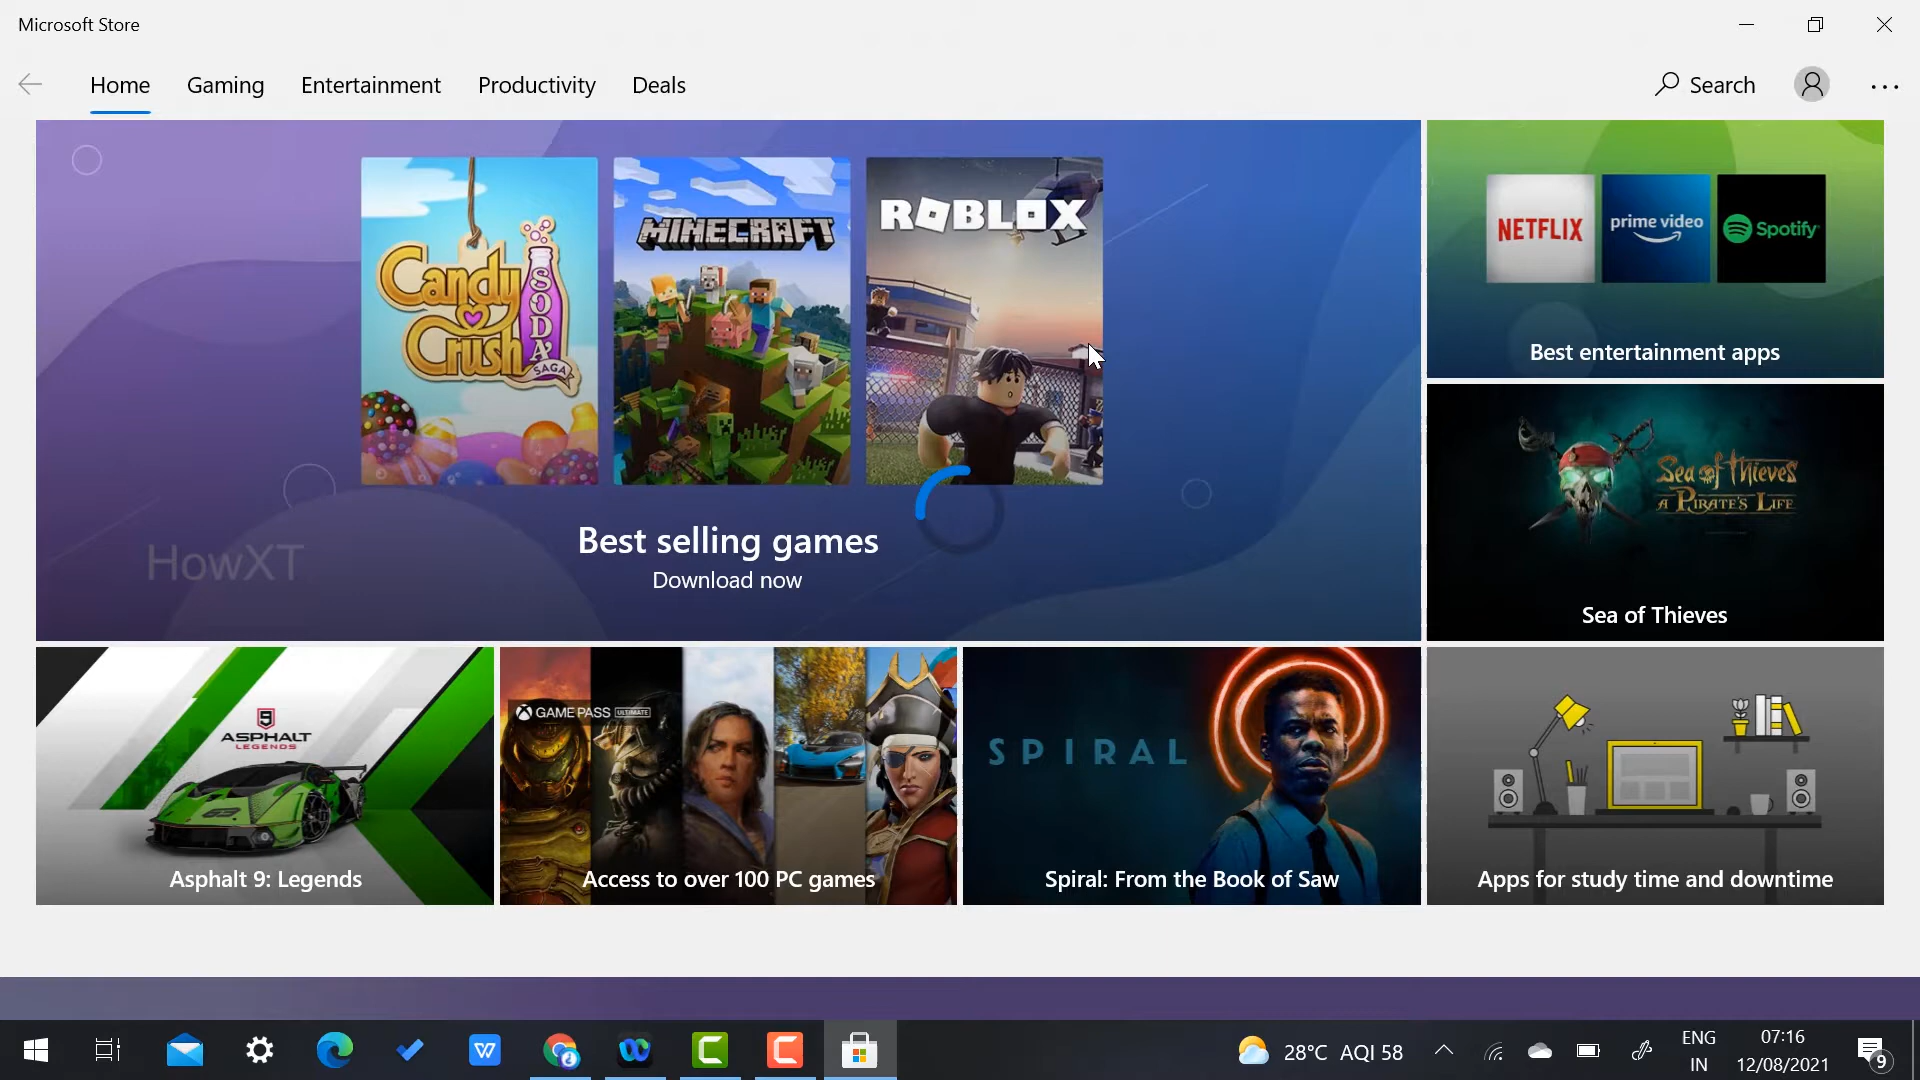 Microsoft Store
Home Gaming Entertainment Productivity Deals Search
Candy Crush SODA SAGA
MINECRAFT
ROBLOX
NETFLIX
prime video
Spotify
Best entertainment apps
Sea of Thieves
A PIRATE'S LIFE
Best selling games
Download now
HowXT
Sea of Thieves
9
ASPHALT
LEGENDS
Asphalt 9: Legends
GAME PASS ULTIMATE
Access to over 100 PC games
SPIRAL
Spiral: From the Book of Saw
Apps for study time and downtime
28°C AQI 58
ENG
IN
07:16
12/08/2021
9